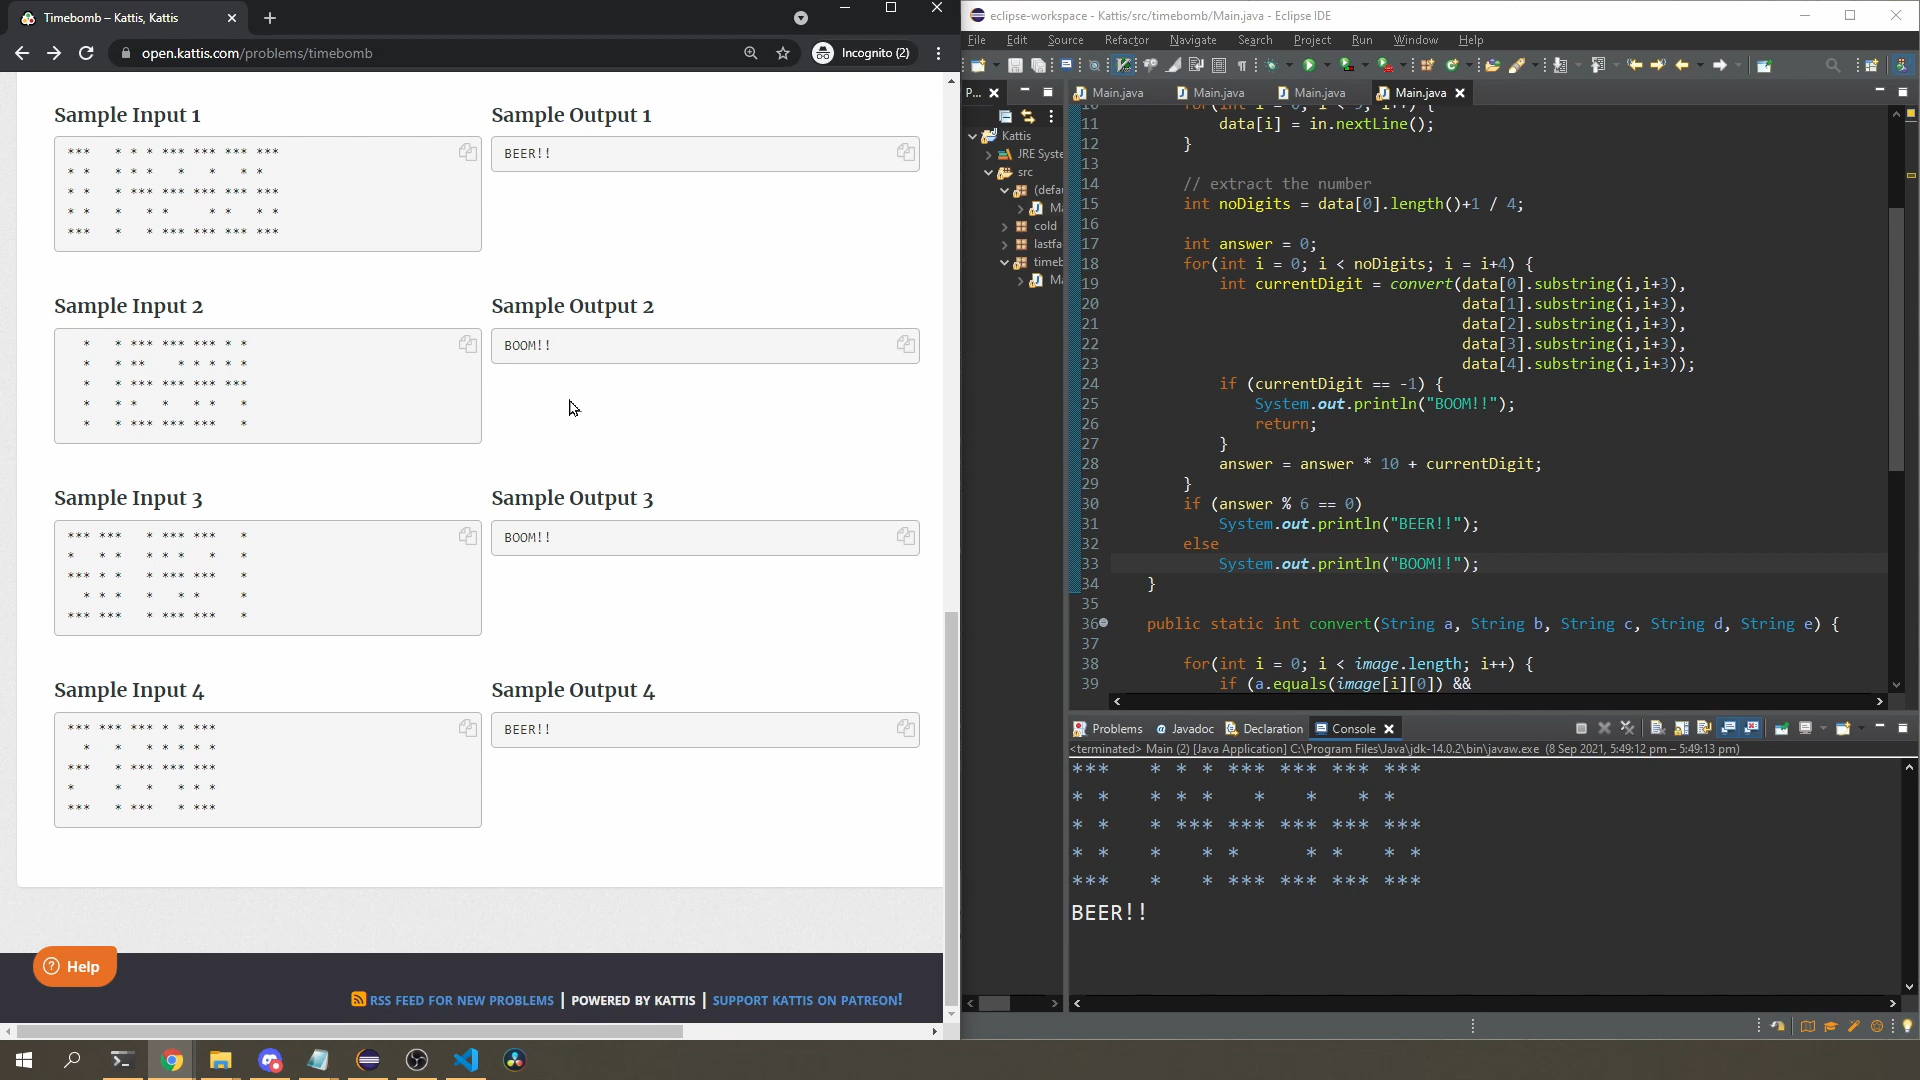 Timebomb – Kattis, Kattis
open.kattis.com/problems/timebomb
Incognito (2)
Sample Input 1
***   * * * *** *** *** ***
* *   * * *   *   *   * *
* *   * *** *** *** *** ***
* *   *   * *     * *   * *
***   *   * *** *** *** ***
Sample Output 1
BEER!!
Sample Input 2
  *   * *** *** *** * *
  *   * **    * * * * *
  *   * *** *** *** ***
  *   * *   *   * *   *
  *   * *** *** ***   *
Sample Output 2
BOOM!!
Sample Input 3
*** ***   * *** ***   *
*   * *   * * *   *   *
*** * *   * *** ***   *
  * * *   *   * *     *
*** ***   * *** ***   *
Sample Output 3
BOOM!!
Sample Input 4
*** *** *** * * ***
  *   *   * * * * *
***   * *** *** ***
*     *   *   * * *
***   * ***   * ***
Sample Output 4
BEER!!
Help
RSS FEED FOR NEW PROBLEMS | POWERED BY KATTIS | SUPPORT KATTIS ON PATREON!
eclipse-workspace - Kattis/src/timebomb/Main.java - Eclipse IDE
File Edit Source Refactor Navigate Search Project Run Window Help
P...
Main.java
Main.java
Main.java
Main.java
Kattis
JRE Syste
src
(defau
Ma
cold
lastfa
timeb
Ma
11 data[i] = in.nextLine();
12 }
13
14 // extract the number
15 int noDigits = data[0].length()+1 / 4;
16
17 int answer = 0;
18 for(int i = 0; i < noDigits; i = i+4) {
19 int currentDigit = convert(data[0].substring(i,i+3),
20 data[1].substring(i,i+3),
21 data[2].substring(i,i+3),
22 data[3].substring(i,i+3),
23 data[4].substring(i,i+3));
24 if (currentDigit == -1) {
25 System.out.println("BOOM!!");
26 return;
27 }
28 answer = answer * 10 + currentDigit;
29 }
30 if (answer % 6 == 0)
31 System.out.println("BEER!!");
32 else
33 System.out.println("BOOM!!");
34 }
35
36 public static int convert(String a, String b, String c, String d, String e) {
37
38 for(int i = 0; i < image.length; i++) {
39 if (a.equals(image[i][0]) &&
Problems Javadoc Declaration Console
<terminated> Main (2) [Java Application] C:\Program Files\Java\jdk-14.0.2\bin\javaw.exe (8 Sep 2021, 5:49:12 pm – 5:49:13 pm)
***   * * * *** *** *** ***
* *   * * *   *   *   * *
* *   * *** *** *** *** ***
* *   *   * *     * *   * *
***   *   * *** *** *** ***
BEER!!